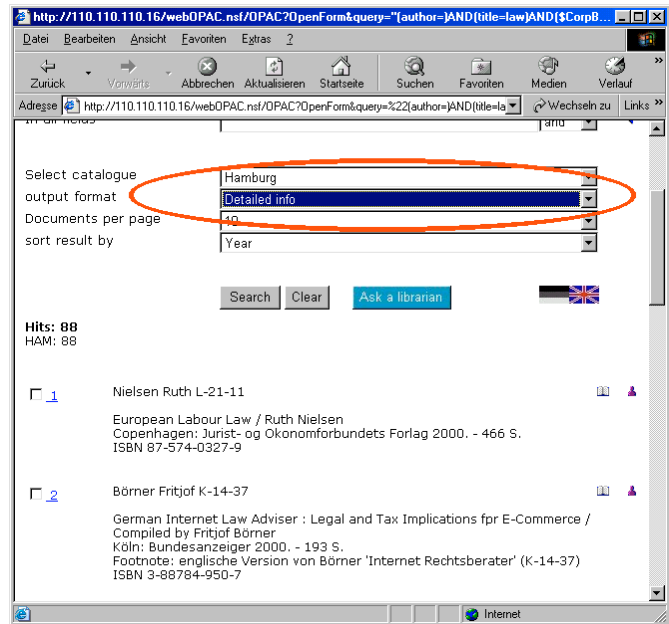 http://110.110.110.16/webOPAC.nsf/OPAC?OpenForm&query="(author=)AND(title=law)AND($CorpB...
Datei Bearbeiten Ansicht Favoriten Extras ?
Zurück Vorwärts Abbrechen Aktualisieren Startseite Suchen Favoriten Medien Verlauf »
Adresse http://110.110.110.16/webOPAC.nsf/OPAC?OpenForm&query=%22(author=)AND(title=la Wechseln zu Links »
in all fields and
Select catalogue Hamburg
output format Detailed info
Documents per page 10
sort result by Year
Search Clear Ask a librarian
Hits: 88
HAM: 88
1 Nielsen Ruth L-21-11
European Labour Law / Ruth Nielsen
Copenhagen: Jurist- og Okonomforbundets Forlag 2000. - 466 S.
ISBN 87-574-0327-9
2 Börner Fritjof K-14-37
German Internet Law Adviser : Legal and Tax Implications fpr E-Commerce /
Compiled by Fritjof Börner
Köln: Bundesanzeiger 2000. - 193 S.
Footnote: englische Version von Börner 'Internet Rechtsberater' (K-14-37)
ISBN 3-88784-950-7
Internet